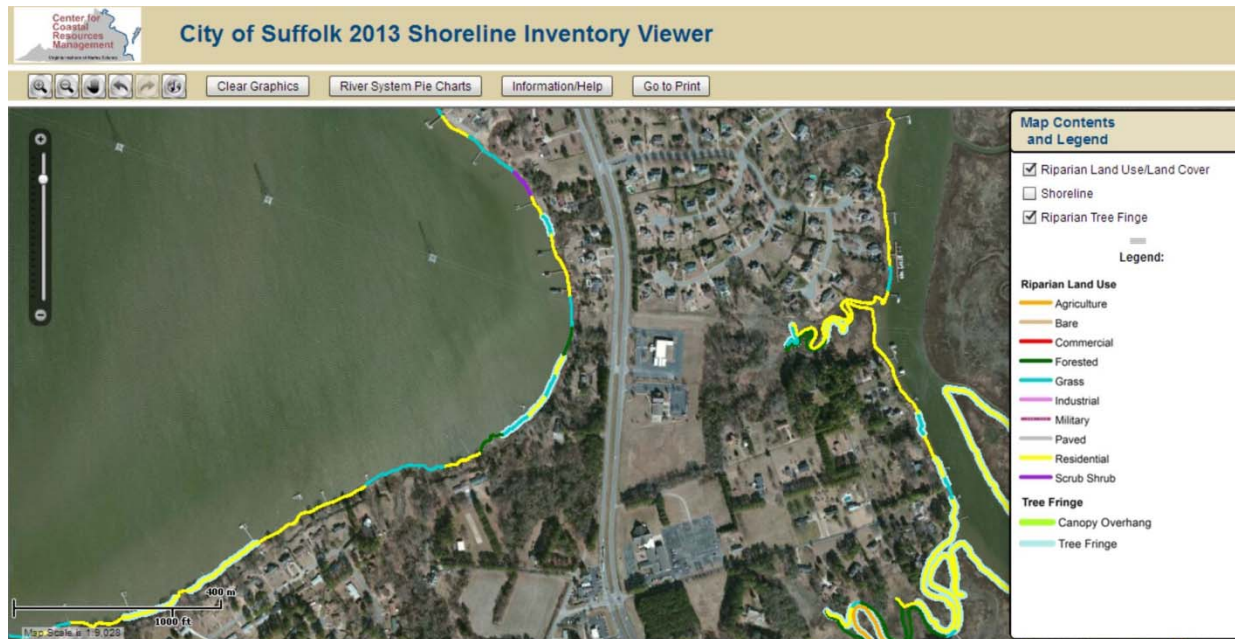 Center for
Coastal
Resources
Management
City of Suffolk 2013 Shoreline Inventory Viewer
Clear Graphics
River System Pie Charts
Information/Help
Go to Print
Map Contents
and Legend
Riparian Land Use/Land Cover
Shoreline
Riparian Tree Finge
Legend:
Riparian Land Use
Agriculture
Bare
Commercial
Forested
Grass
Industrial
Military
Paved
Residential
Scrub Shrub
Tree Fringe
Canopy Overhang
Tree Fringe
400 m
1000 ft
Map Scale is 1:9,028